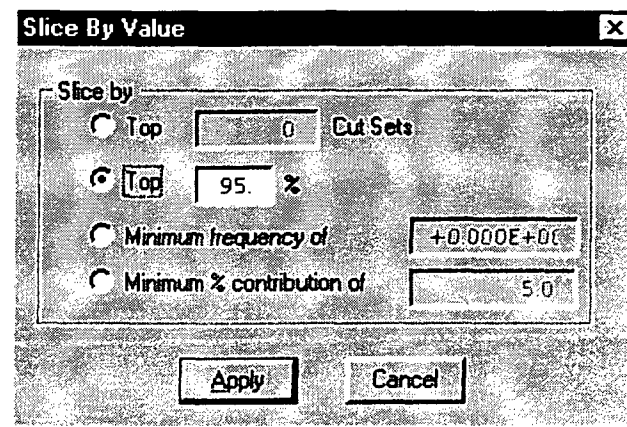 Slice By Value
Slice by
Top 0 Cut Sets
Top 95. %
Minimum frequency of +0.000E+00
Minimum % contribution of 5.0
Apply Cancel